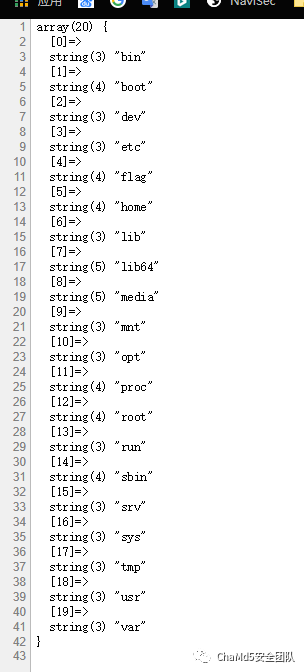 应用
Navisec
1 array(20) {
2 [0]=>
3 string(3) "bin"
4 [1]=>
5 string(4) "boot"
6 [2]=>
7 string(3) "dev"
8 [3]=>
9 string(3) "etc"
10 [4]=>
11 string(4) "flag"
12 [5]=>
13 string(4) "home"
14 [6]=>
15 string(3) "lib"
16 [7]=>
17 string(5) "lib64"
18 [8]=>
19 string(5) "media"
20 [9]=>
21 string(3) "mnt"
22 [10]=>
23 string(3) "opt"
24 [11]=>
25 string(4) "proc"
26 [12]=>
27 string(4) "root"
28 [13]=>
29 string(3) "run"
30 [14]=>
31 string(4) "sbin"
32 [15]=>
33 string(3) "srv"
34 [16]=>
35 string(3) "sys"
36 [17]=>
37 string(3) "tmp"
38 [18]=>
39 string(3) "usr"
40 [19]=>
41 string(3) "var"
42 }
43
ChaMd5安全团队